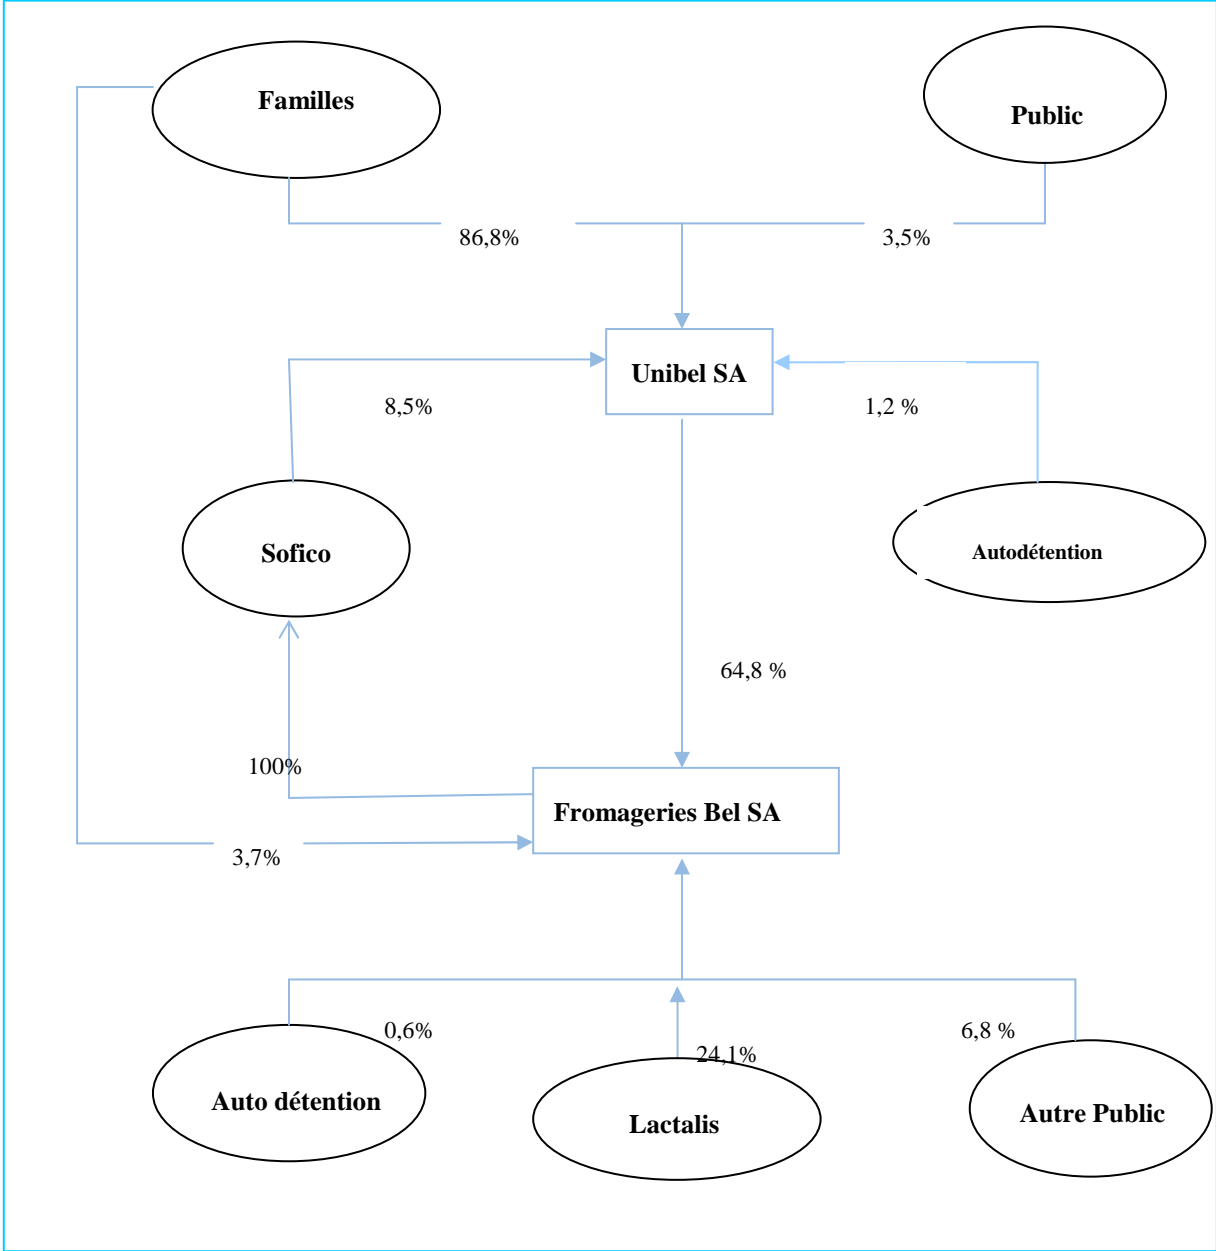 Familles
Public
86,8%
3,5%
Unibel SA
8,5%
1,2 %
Sofico
Autodétention
64,8 %
100%
Fromageries Bel SA
3,7%
0,6%
6,8 %
24,1%
Auto détention
Lactalis
Autre Public